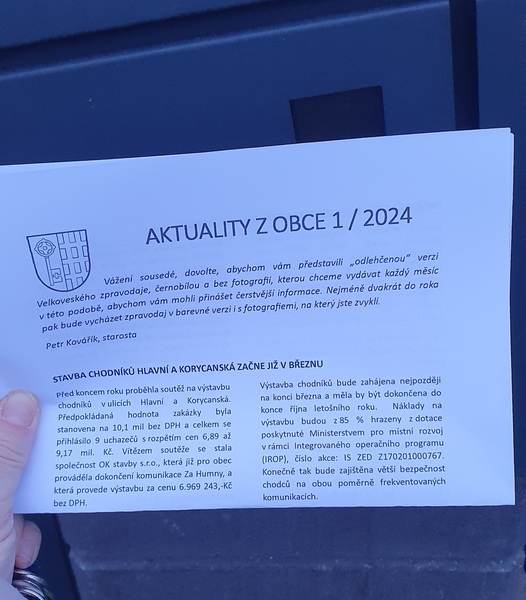 AKTUALITY Z OBCE 1 / 2024
Vážení sousedé, dovolte, abychom vám představili „odlehčenou“ verzi
Velkoveského zpravodaje, černobílou a bez fotografií, kterou chceme vydávat každý měsíc
v této podobě, abychom vám mohli přinášet čerstvější informace. Nejméně dvakrát do roka
pak bude vycházet zpravodaj v barevné verzi i s fotografiemi, na který jste zvyklí.
Petr Kovářík, starosta
STAVBA CHODNÍKŮ HLAVNÍ A KORYCANSKÁ ZAČNE JIŽ V BŘEZNU
Před koncem roku proběhla soutěž na výstavbu
chodníků v ulicích Hlavní a Korycanská.
Předpokládaná hodnota zakázky byla
stanovena na 10,1 mil bez DPH a celkem se
přihlásilo 9 uchazečů s rozpětím cen 6,89 až
9,17 mil. Kč. Vítězem soutěže se stala
společnost OK stavby s.r.o., která již pro obec
prováděla dokončení komunikace Za Humny, a
která provede výstavbu za cenu 6.969 243,-Kč
bez DPH.
Výstavba chodníků bude zahájena nejpozději
na konci března a měla by být dokončena do
konce října letošního roku. Náklady na
výstavbu budou z 85 % hrazeny z dotace
poskytnuté Ministerstvem pro místní rozvoj
v rámci Integrovaného operačního programu
(IROP), číslo akce: IS ZED Z170201000767.
Konečně tak bude zajištěna větší bezpečnost
chodců na obou poměrně frekventovaných
komunikacích.